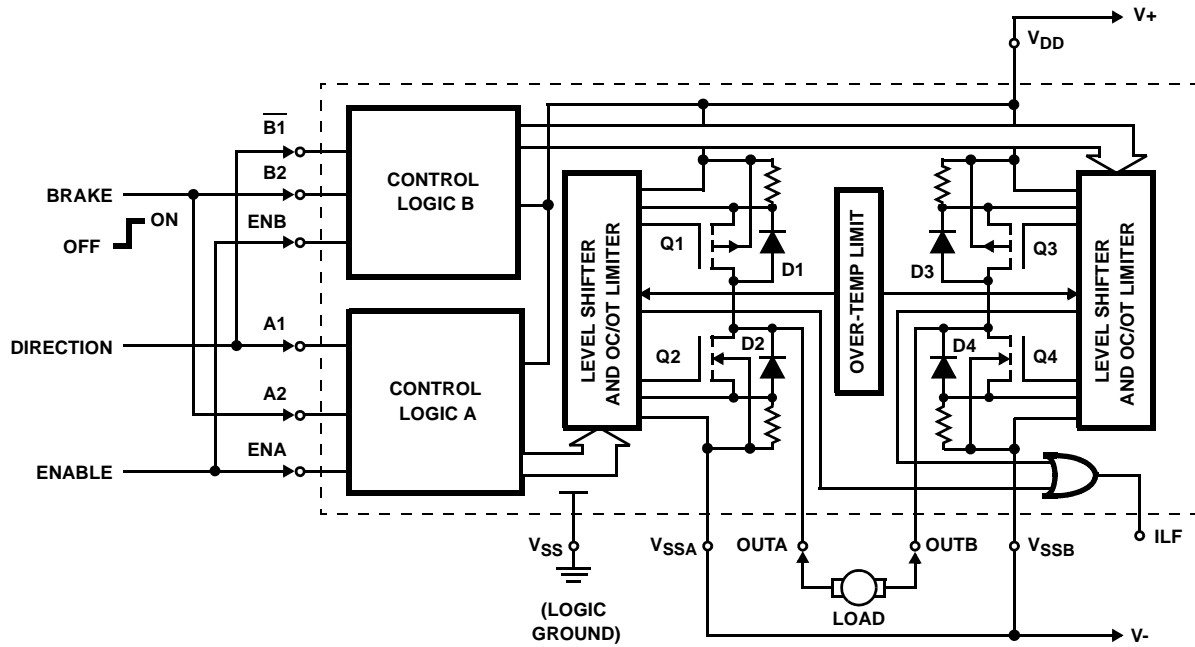 V+
VDD
B1
B2
BRAKE
ON
OFF
ENB
CONTROL
LOGIC B
A1
DIRECTION
A2
CONTROL
LOGIC A
ENABLE
ENA
LEVEL SHIFTER
AND OC/OT LIMITER
Q1
D1
Q2
D2
OVER-TEMP LIMIT
D3
Q3
D4
Q4
LEVEL SHIFTER
AND OC/OT LIMITER
VSS
(LOGIC
GROUND)
VSSA
OUTA
OUTB
VSSB
ILF
LOAD
V-